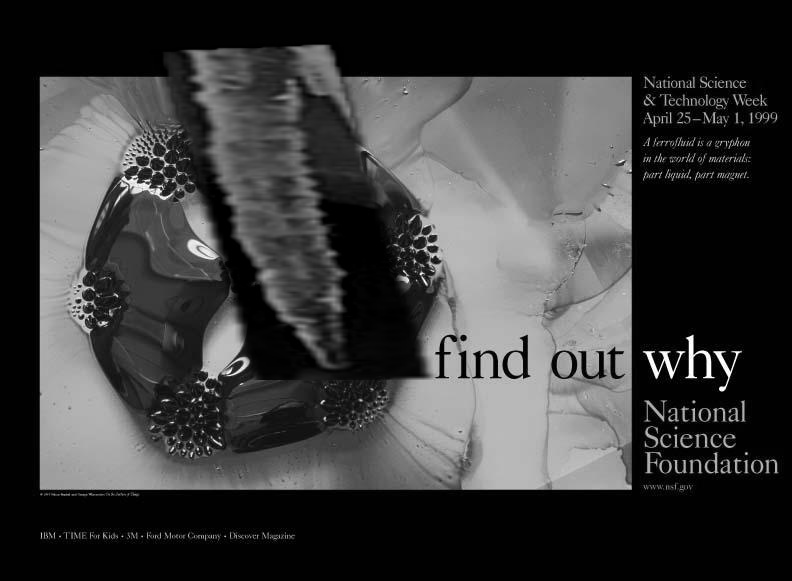 National Science
& Technology Week
April 25–May 1, 1999
A ferrofluid is a gryphon
in the world of materials:
part liquid, part magnet.
find out why
National
Science
Foundation
www.nsf.gov
IBM • TIME For Kids • 3M • Ford Motor Company • Discover Magazine